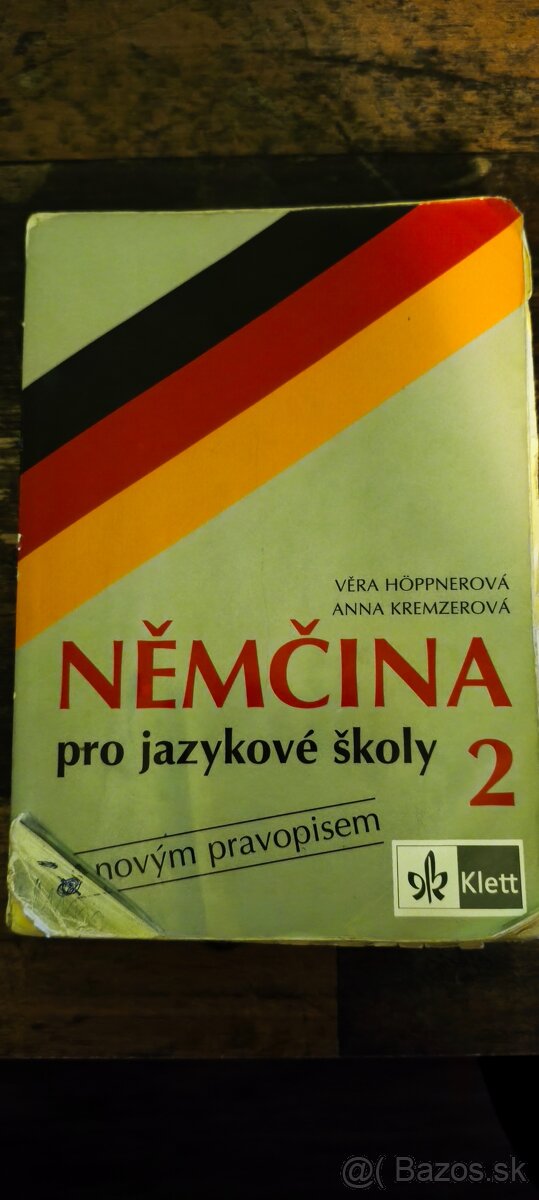 VĚRA HÖPPNEROVÁ
ANNA KREMZEROVÁ
NĚMČINA
pro jazykové školy 2
novým pravopisem
Klett
@( Bazos.sk